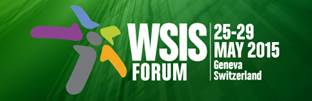 WSIS
FORUM
25-29
MAY 2015
Geneva
Switzerland